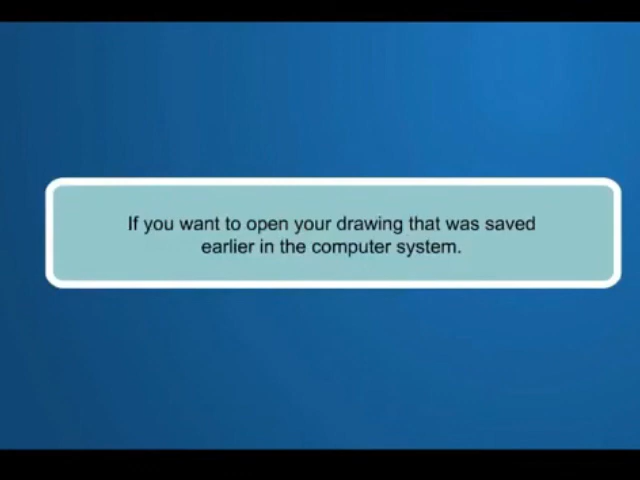 If you want to open your drawing that was saved
earlier in the computer system.